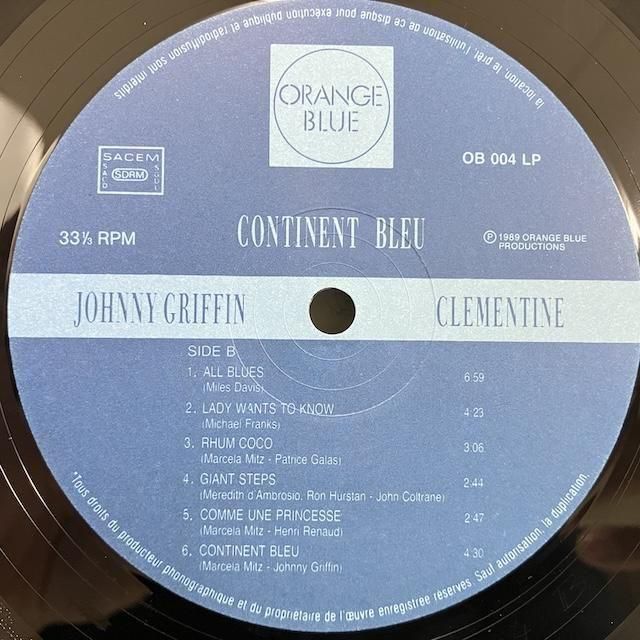 la location, le prêt, l'utilisation de ce disque pour exécution publique et radiodiffusion sont interdits
ORANGE
BLUE
SACEM
SACD SDRM SGDL
OB 004 LP
33⅓ RPM
CONTINENT BLEU
Ⓟ 1989 ORANGE BLUE
PRODUCTIONS
JOHNNY GRIFFIN CLEMENTINE
SIDE B
1. ALL BLUES 6:59
(Miles Davis)
2. LADY WANTS TO KNOW 4:23
(Michael Franks)
3. RHUM COCO 3:06
(Marcela Mitz - Patrice Galas)
4. GIANT STEPS 2:44
(Meredith d'Ambrosio, Ron Hurstan - John Coltrane)
5. COMME UNE PRINCESSE 2:47
(Marcela Mitz - Henri Renaud)
6. CONTINENT BLEU 4:30
(Marcela Mitz - Johnny Griffin)
*Tous droits du producteur phonographique et du propriétaire de l'œuvre enregistrée réservés. Sauf autorisation, la duplication,